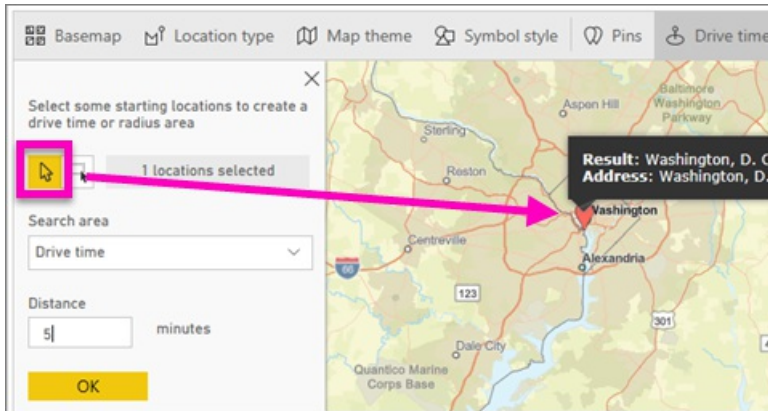 Basemap Location type Map theme Symbol style Pins Drive time
Select some starting locations to create a
drive time or radius area
1 locations selected
Search area
Drive time
Distance
5 minutes
OK
Baltimore
Washington
Parkway
Aspen Hill
Sterling
Reston
Result: Washington, D. C
Address: Washington, D.
Washington
Centreville
Alexandria
66
123
301
Dale City
Quantico Marine
Corps Base
4